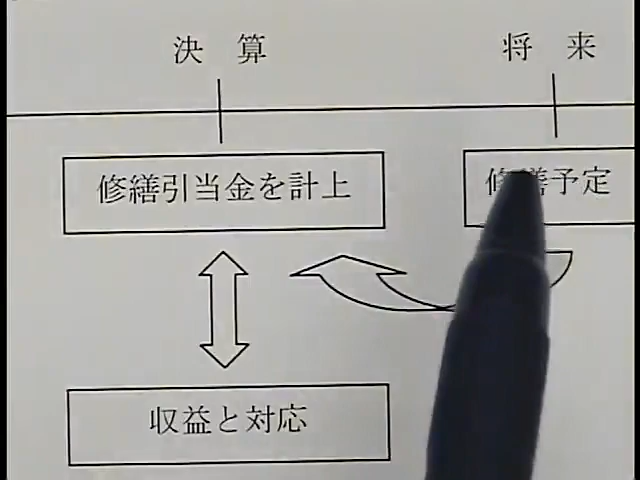 決算
将来
修繕引当金を計上
修繕予定
収益と対応